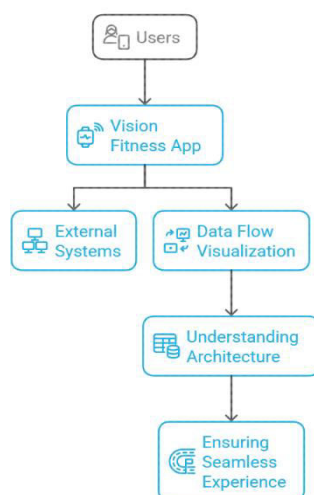 Users
Vision
Fitness App
External
Systems
Data Flow
Visualization
Understanding
Architecture
Ensuring
Seamless
Experience